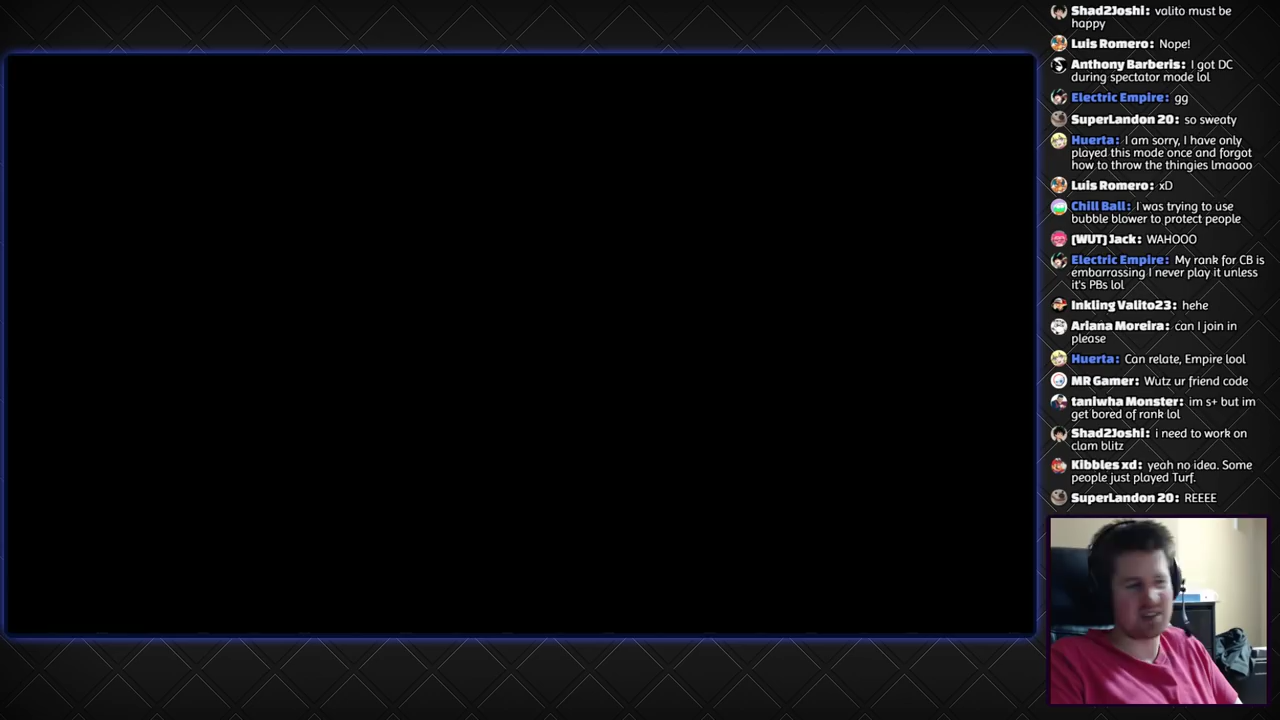 Shad2Joshi: valito must be
happy
Luis Romero: Nope!
Anthony Barberis: I got DC
during spectator mode lol
Electric Empire: gg
SuperLandon 20: so sweaty
Huerta: I am sorry, I have only
played this mode once and forgot
how to throw the thingies lmaooo
Luis Romero: xD
Chill Ball: I was trying to use
bubble blower to protect people
[WUT] Jack: WAHOOO
Electric Empire: My rank for CB is
embarrassing I never play it unless
it's PBs lol
Inkling Valito23: hehe
Ariana Moreira: can I join in
please
Huerta: Can relate, Empire lool
MR Gamer: Wutz ur friend code
taniwha Monster: im s+ but im
get bored of rank lol
Shad2Joshi: i need to work on
clam blitz
Kibbles xd: yeah no idea. Some
people just played Turf.
SuperLandon 20: REEEE